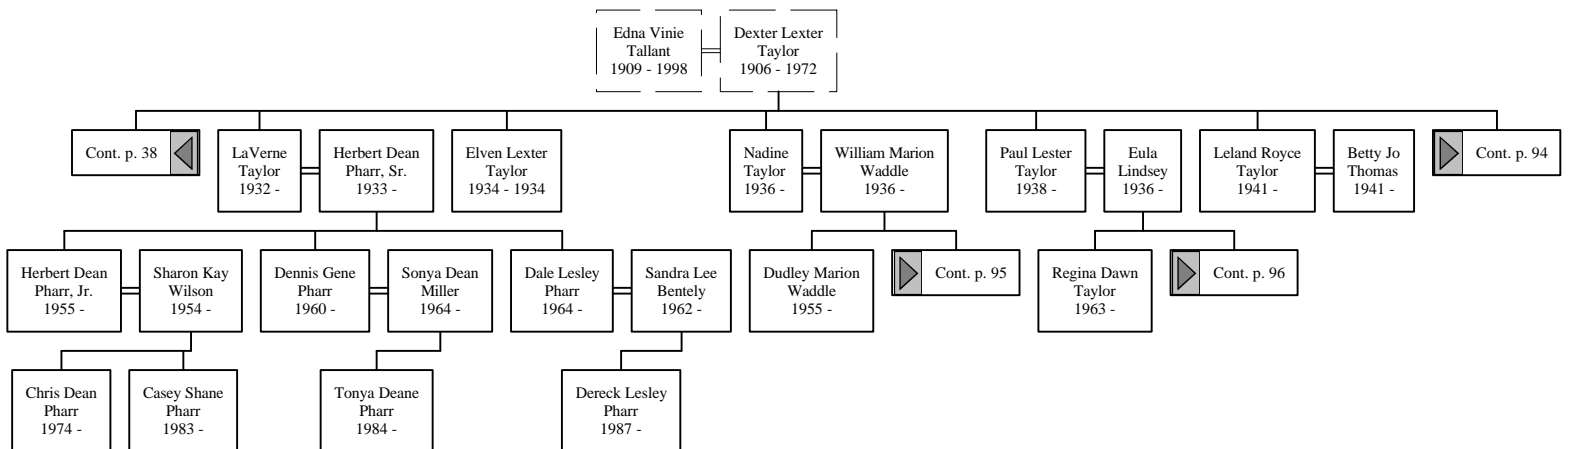 Edna Vinie
Tallant
1909 - 1998
Dexter Lexter
Taylor
1906 - 1972
Cont. p. 38
LaVerne
Taylor
1932 -
Herbert Dean
Pharr, Sr.
1933 -
Elven Lexter
Taylor
1934 - 1934
Nadine
Taylor
1936 -
William Marion
Waddle
1936 -
Paul Lester
Taylor
1938 -
Eula
Lindsey
1936 -
Leland Royce
Taylor
1941 -
Betty Jo
Thomas
1941 -
Cont. p. 94
Herbert Dean
Pharr, Jr.
1955 -
Sharon Kay
Wilson
1954 -
Dennis Gene
Pharr
1960 -
Sonya Dean
Miller
1964 -
Dale Lesley
Pharr
1964 -
Sandra Lee
Bentely
1962 -
Dudley Marion
Waddle
1955 -
Cont. p. 95
Regina Dawn
Taylor
1963 -
Cont. p. 96
Chris Dean
Pharr
1974 -
Casey Shane
Pharr
1983 -
Tonya Deane
Pharr
1984 -
Dereck Lesley
Pharr
1987 -